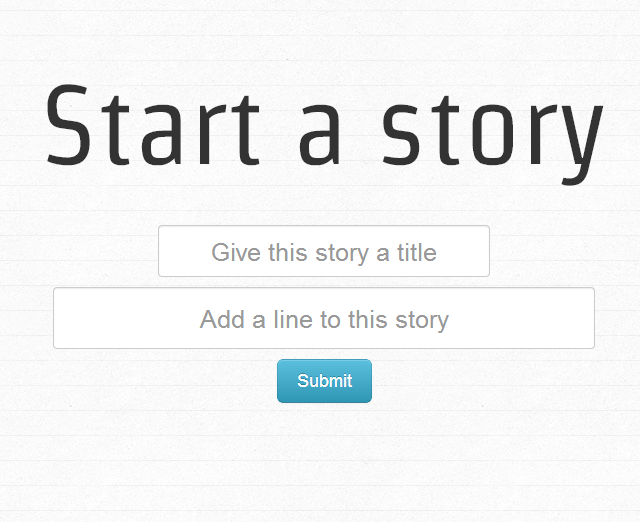 Start a story
Give this story a title
Add a line to this story
Submit